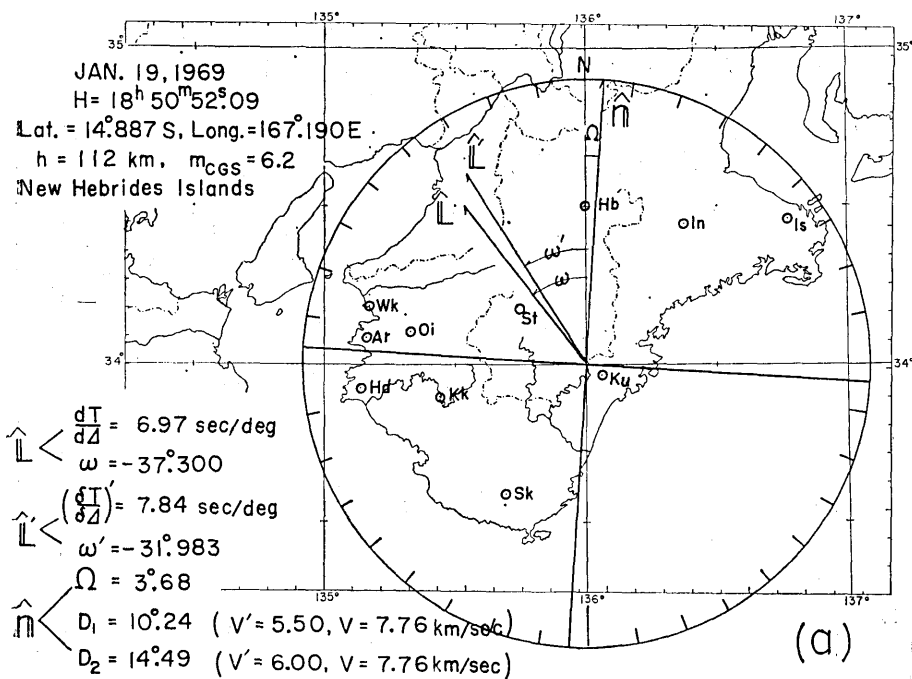 135° 136° 137°
35° 35°
JAN. 19, 1969
H = 18ʰ 50ᵐ 52ˢ.09
Lat. = 14°.887 S, Long. = 167°.190 E
h = 112 km, m_CGS = 6.2
New Hebrides Islands
N
n̂
Ω
L̂'
L̂
Hb
In
Is
ω'
ω
Wk
St
Ar
Oi
34° 34°
Ku
Hd
Kk
Sk
L̂ < dT/dΔ = 6.97 sec/deg
ω = −37°.300
L̂' < (δT/δΔ)' = 7.84 sec/deg
ω' = −31°.983
n̂ < Ω = 3°.68
D₁ = 10°.24 (V' = 5.50, V = 7.76 km/sec)
D₂ = 14°.49 (V' = 6.00, V = 7.76 km/sec)
135° 136° 137°
(a)